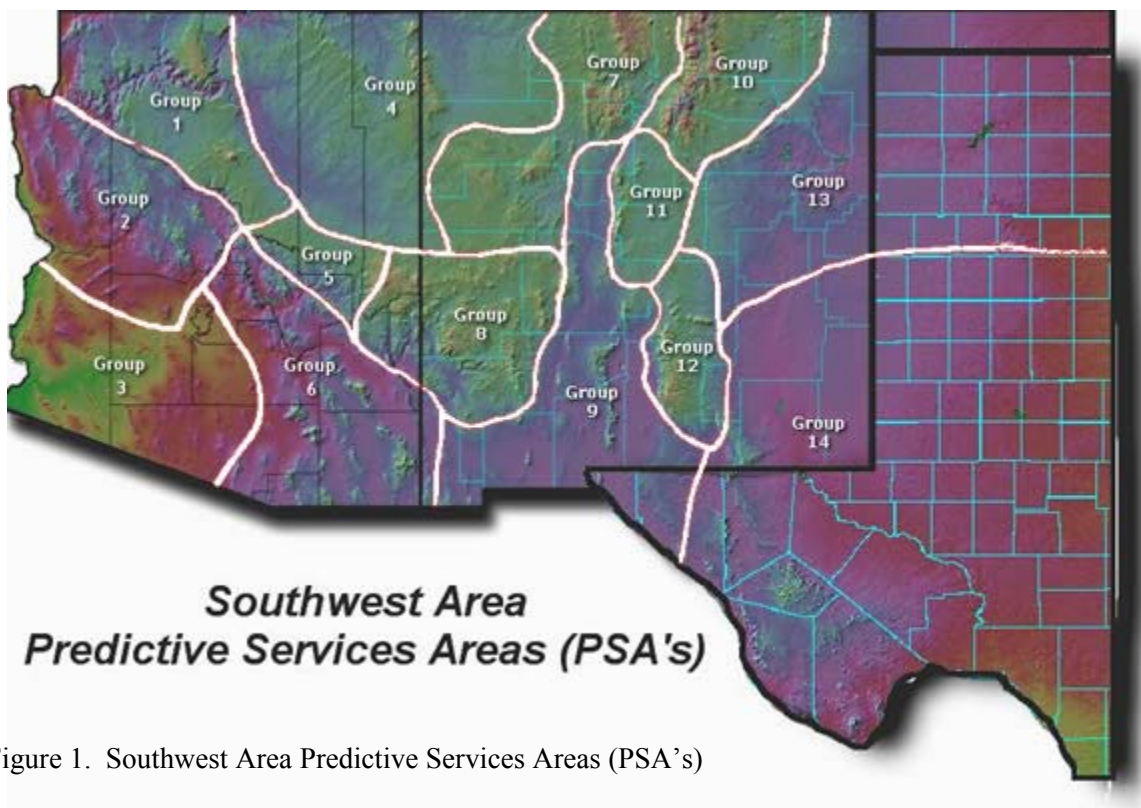 Group
7
Group
10
Group
4
Group
1
Group
13
Group
2
Group
11
Group
5
Group
8
Group
12
Group
3
Group
6
Group
9
Group
14
Southwest Area
Predictive Services Areas (PSA's)
igure 1. Southwest Area Predictive Services Areas (PSA’s)